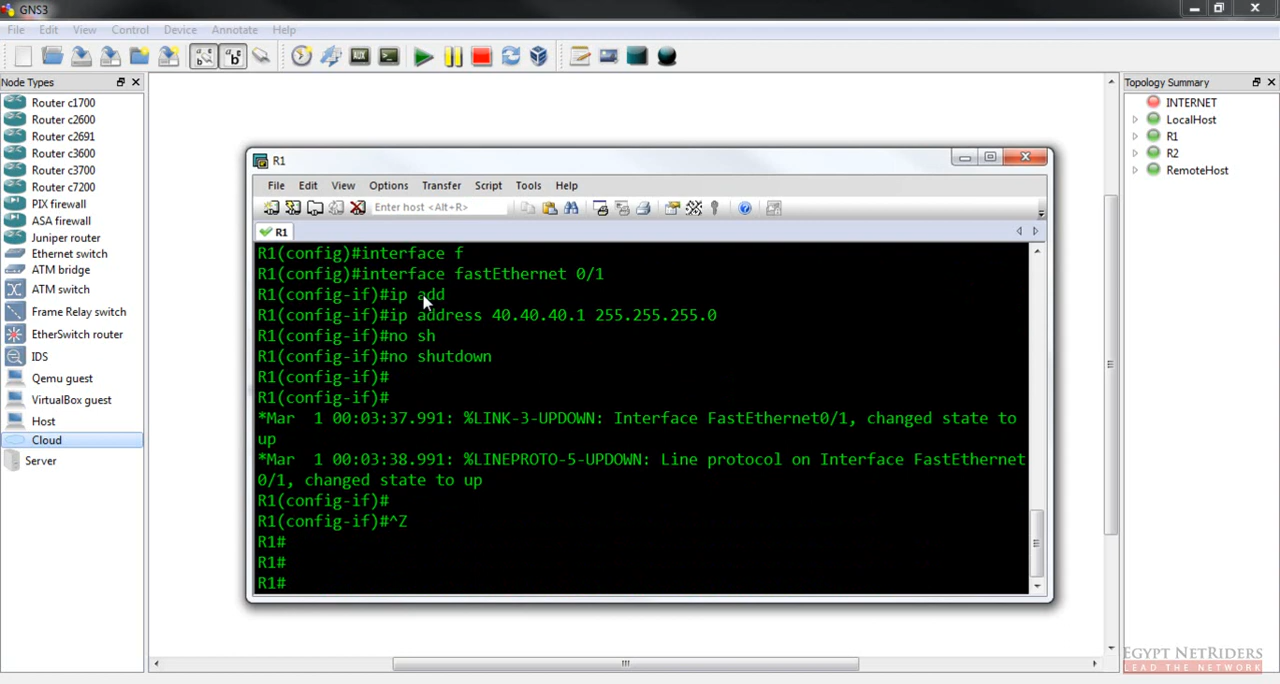 GNS3
File Edit View Control Device Annotate Help
Node Types
Router c1700
Router c2600
Router c2691
Router c3600
Router c3700
Router c7200
PIX firewall
ASA firewall
Juniper router
Ethernet switch
ATM bridge
ATM switch
Frame Relay switch
EtherSwitch router
IDS
Qemu guest
VirtualBox guest
Host
Cloud
Server
R1
File Edit View Options Transfer Script Tools Help
Enter host <Alt+R>
R1
R1(config)#interface f
R1(config)#interface fastEthernet 0/1
R1(config-if)#ip add
R1(config-if)#ip address 40.40.40.1 255.255.255.0
R1(config-if)#no sh
R1(config-if)#no shutdown
R1(config-if)#
R1(config-if)#
*Mar  1 00:03:37.991: %LINK-3-UPDOWN: Interface FastEthernet0/1, changed state to
up
*Mar  1 00:03:38.991: %LINEPROTO-5-UPDOWN: Line protocol on Interface FastEthernet
0/1, changed state to up
R1(config-if)#
R1(config-if)#^Z
R1#
R1#
R1#
Topology Summary
INTERNET
LocalHost
R1
R2
RemoteHost
EGYPT NETRIDERS
LEAD THE NETWORK